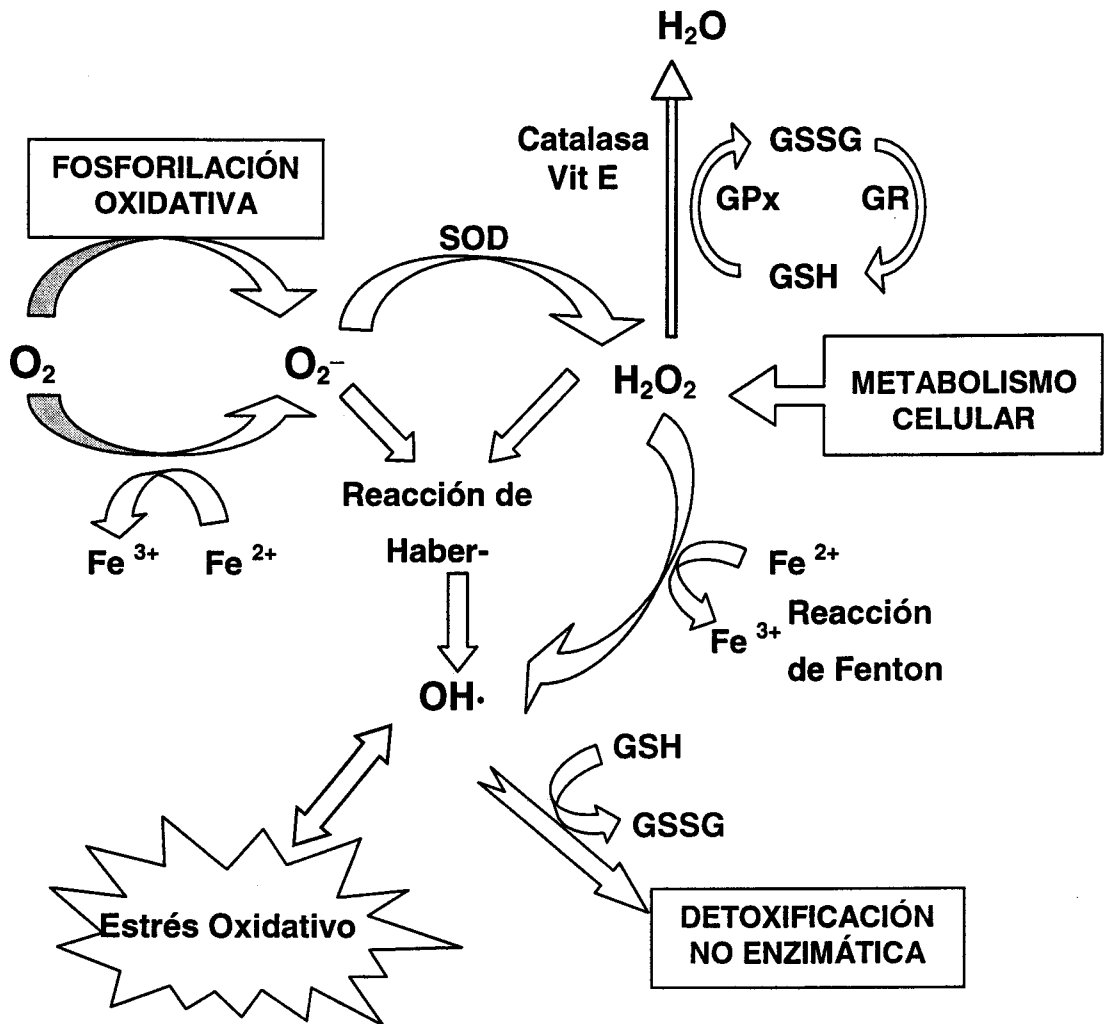 H₂O
Catalasa
Vit E
GSSG
GPx
GR
GSH
FOSFORILACIÓN
OXIDATIVA
SOD
O₂
O₂⁻
H₂O₂
METABOLISMO
CELULAR
Reacción de
Haber-
Fe ³⁺
Fe ²⁺
Fe ²⁺
Fe ³⁺
Reacción
de Fenton
OH·
GSH
GSSG
Estrés Oxidativo
DETOXIFICACIÓN
NO ENZIMÁTICA